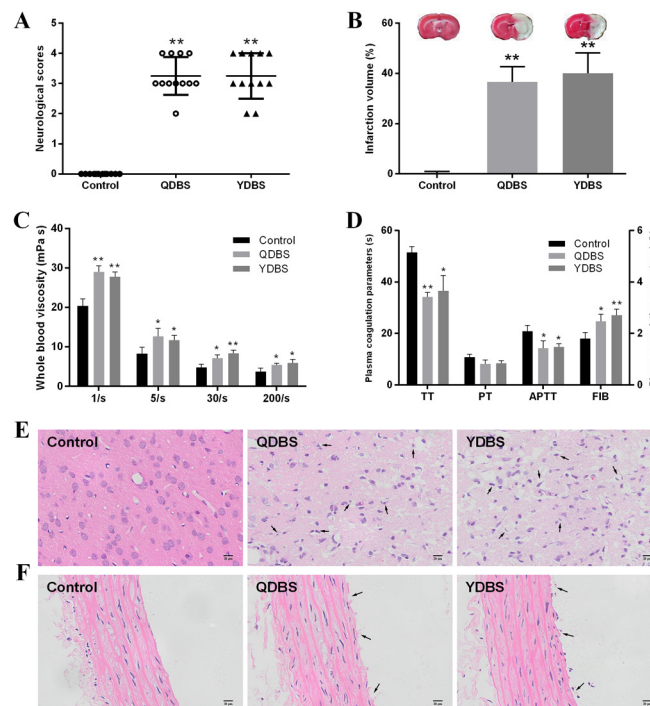 A
Neurological scores
5
4
3
2
1
0
**
**
Control
QDBS
YDBS
B
Infarction volume (%)
60
40
20
0
**
**
Control
QDBS
YDBS
C
Whole blood viscosity (mPa s)
40
30
20
10
0
Control
QDBS
YDBS
**
**
*
*
*
**
*
*
1/s
5/s
30/s
200/s
D
Plasma coagulation parameters (s)
60
40
20
0
Control
QDBS
YDBS
**
*
*
*
*
**
TT
PT
APTT
FIB
6
4
2
0
E
Control
QDBS
YDBS
F
Control
QDBS
YDBS